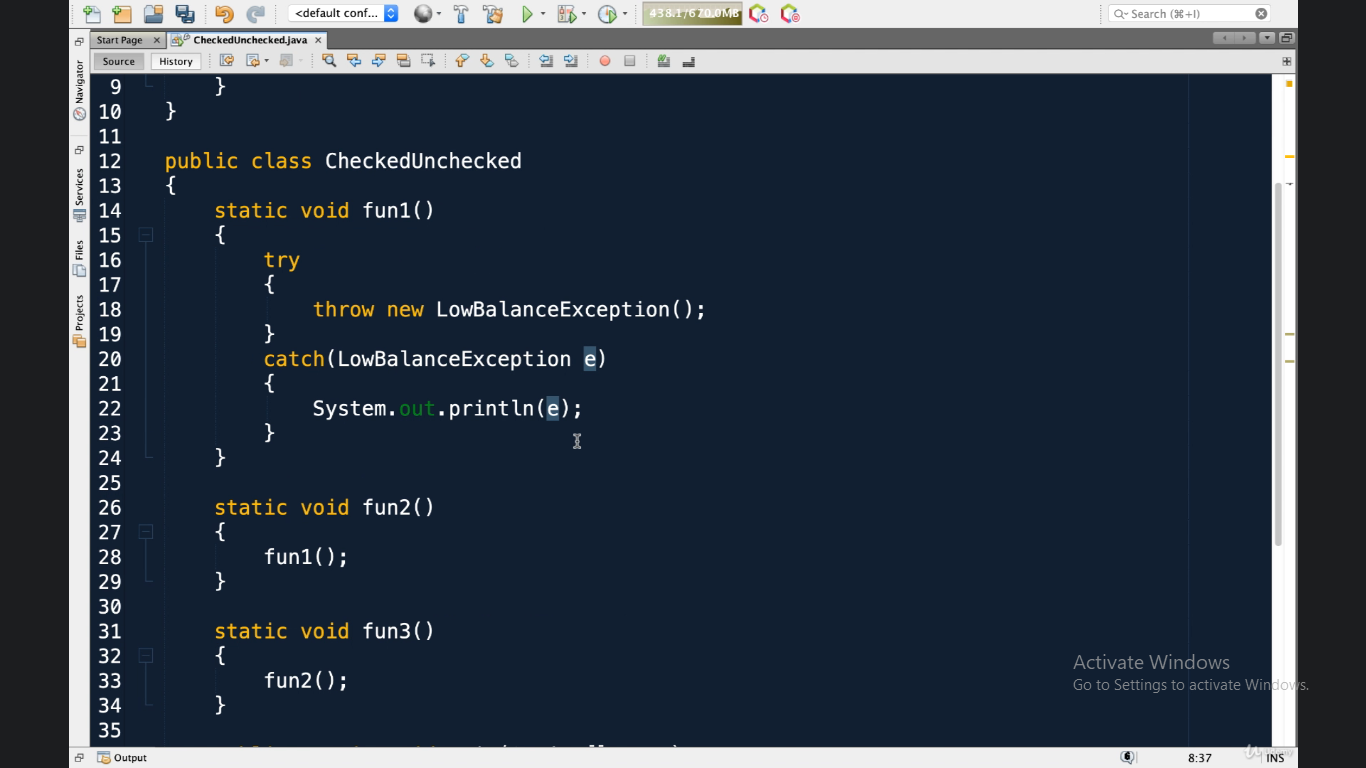 <default conf...
438.1/670.0MB
Search (⌘+I)
Start Page
CheckedUnchecked.java
Source
History
Navigator
Services
Files
Projects
9 }
10 }
11
12 public class CheckedUnchecked
13 {
14 static void fun1()
15 {
16 try
17 {
18 throw new LowBalanceException();
19 }
20 catch(LowBalanceException e)
21 {
22 System.out.println(e);
23 }
24 }
25
26 static void fun2()
27 {
28 fun1();
29 }
30
31 static void fun3()
32 {
33 fun2();
34 }
35
Activate Windows
Go to Settings to activate Windows.
Output
6
8:37
INS